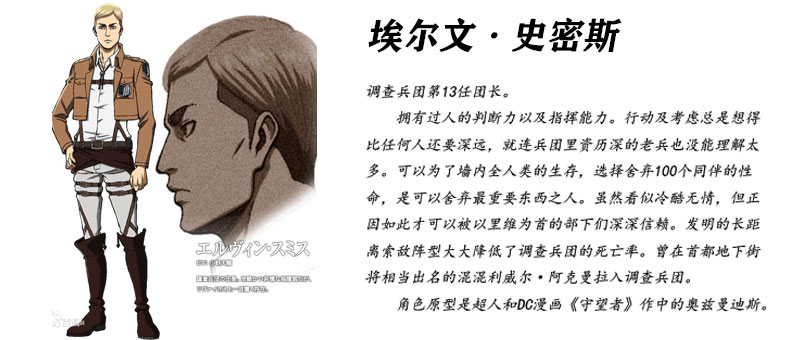 埃尔文·史密斯
调查兵团第13任团长。
拥有过人的判断力以及指挥能力。行动及考虑总是想得
比任何人还要深远，就连兵团里资历深的老兵也没能理解太
多。可以为了墙内全人类的生存，选择舍弃100个同伴的性
命，是可以舍弃最重要东西之人。虽然看似冷酷无情，但正
因如此才可以被以里维为首的部下们深深信赖。发明的长距
离索敌阵型大大降低了调查兵团的死亡率。曾在首都地下街
将相当出名的混混利威尔·阿克曼拉入调查兵团。
角色原型是超人和DC漫画《守望者》作中的奥兹曼迪斯。
エルヴィン・スミス